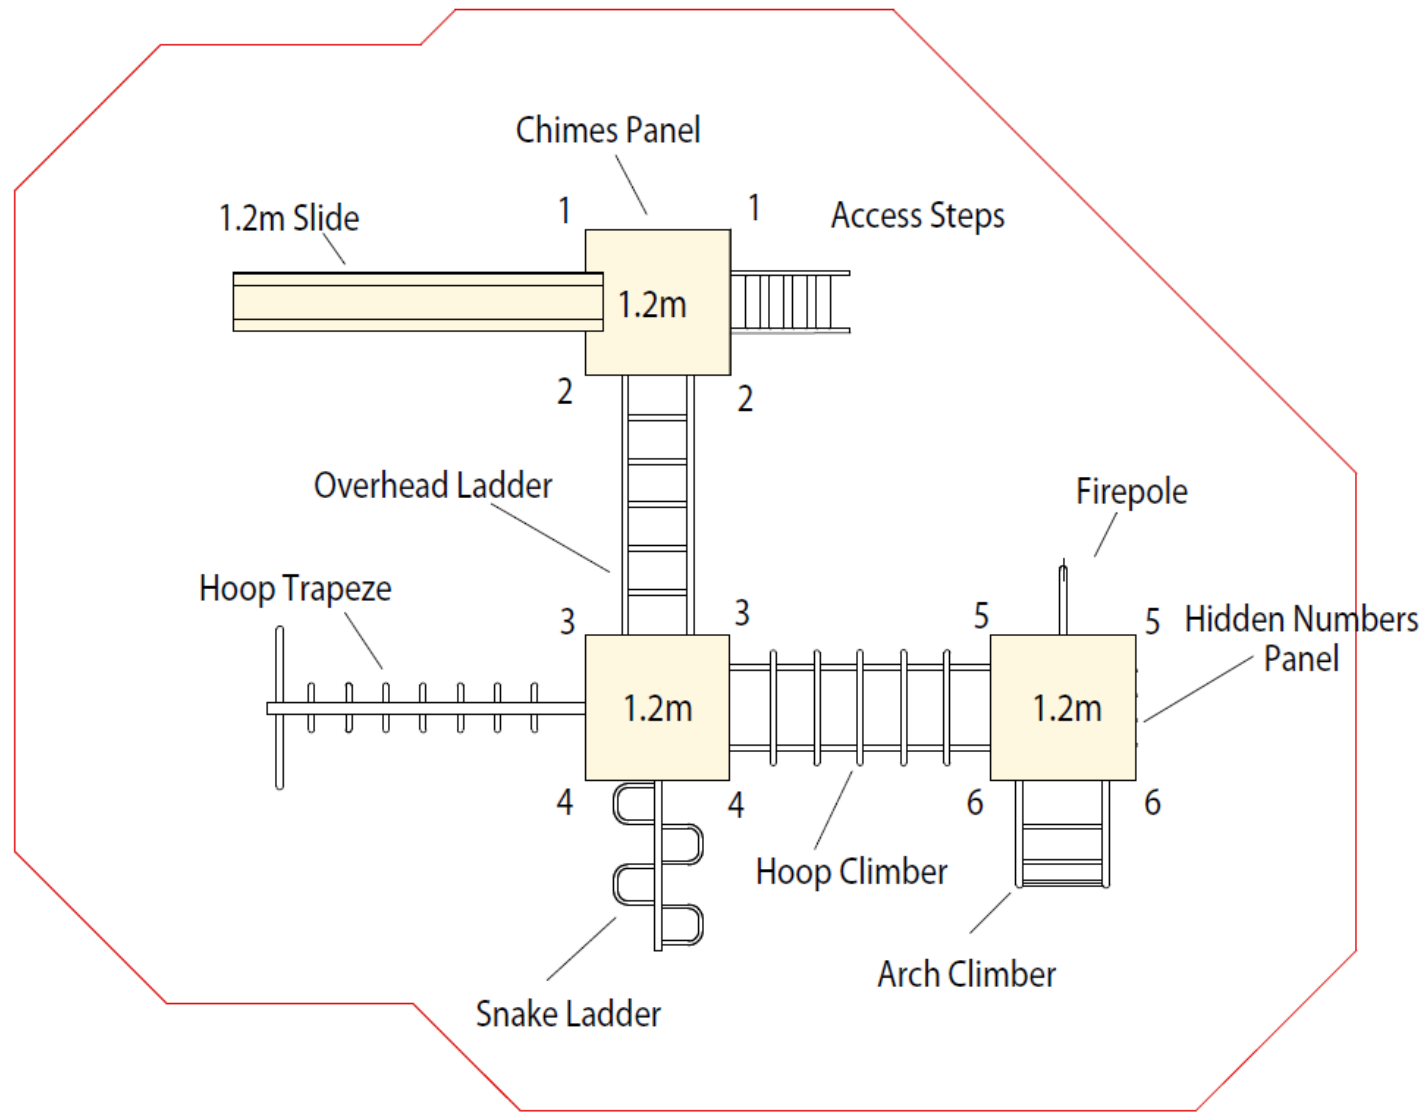 Chimes Panel
1
1
Access Steps
1.2m Slide
1.2m
2
2
Overhead Ladder
Firepole
Hoop Trapeze
3
3
5
5
Hidden Numbers
Panel
1.2m
1.2m
4
4
6
6
Hoop Climber
Arch Climber
Snake Ladder